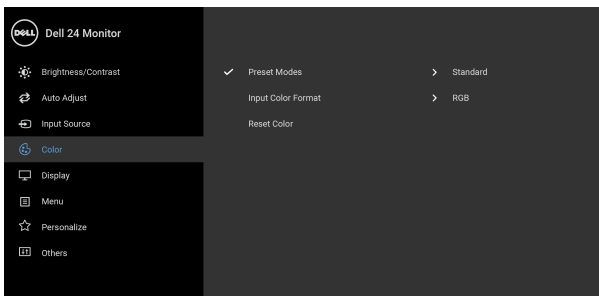 DELL Dell 24 Monitor
Brightness/Contrast
Preset Modes Standard
Auto Adjust
Input Color Format RGB
Input Source
Reset Color
Color
Display
Menu
Personalize
Others